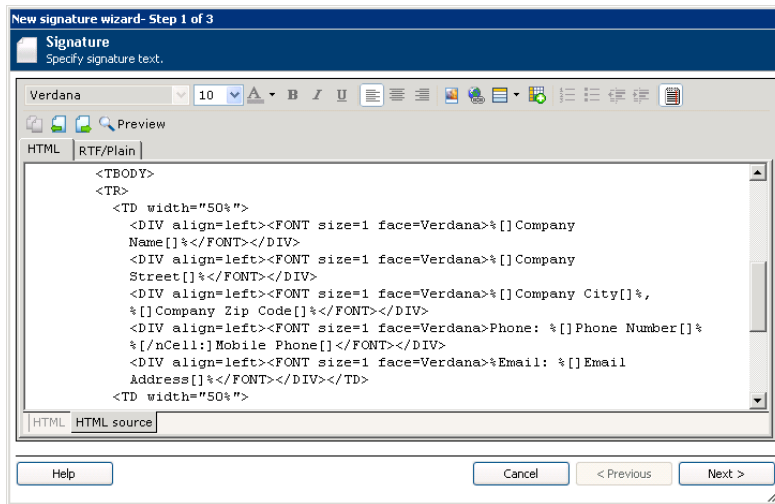 New signature wizard- Step 1 of 3
Signature
Specify signature text.
Verdana 10 A B I U
Preview
HTML RTF/Plain
<TBODY>
<TR>
<TD width="50%">
<DIV align=left><FONT size=1 face=Verdana>%[]Company
Name[]%</FONT></DIV>
<DIV align=left><FONT size=1 face=Verdana>%[]Company
Street[]%</FONT></DIV>
<DIV align=left><FONT size=1 face=Verdana>%[]Company City[]%,
%[]Company Zip Code[]%</FONT></DIV>
<DIV align=left><FONT size=1 face=Verdana>Phone: %[]Phone Number[]%
%[/nCell:]Mobile Phone[]</FONT></DIV>
<DIV align=left><FONT size=1 face=Verdana>%Email: %[]Email
Address[]%</FONT></DIV></TD>
<TD width="50%">
HTML HTML source
Help Cancel < Previous Next >